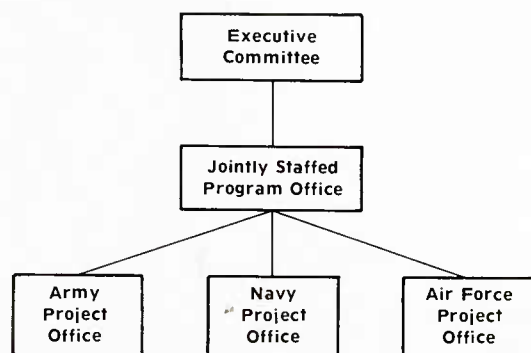 Executive
Committee
Jointly Staffed
Program Office
Army
Project
Office
Navy
Project
Office
Air Force
Project
Office